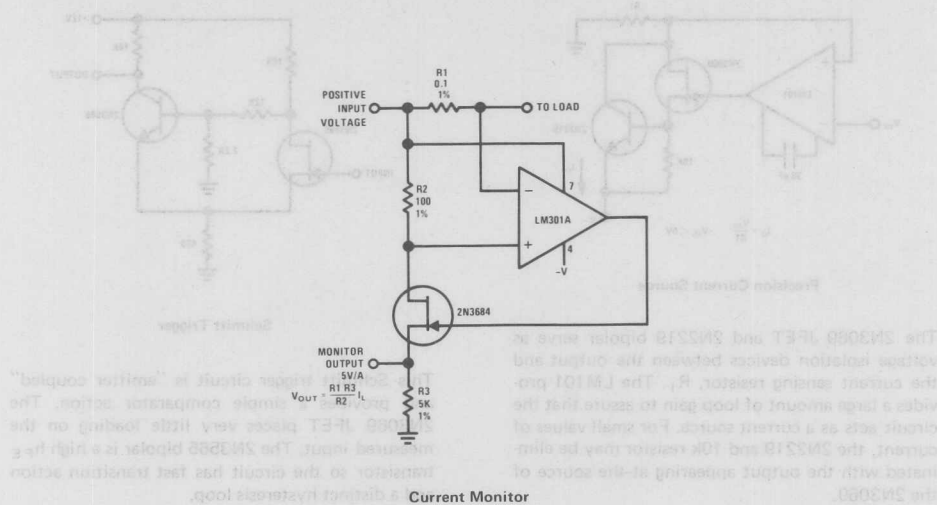 R1
0.1
1%
POSITIVE
INPUT
VOLTAGE
TO LOAD
7
R2
100
1%
−
LM301A
+
4
−V
2N3684
MONITOR
OUTPUT
5V/A
VOUT = R1 R3 / R2 IL
R3
5K
1%
Precision Current Source
Schmitt Trigger
The 2N3069 JFET and 2N2219 bipolar serve as
voltage isolation devices between the output and
the current sensing resistor, R1. The LM101 pro-
vides a large amount of loop gain to assure that the
circuit acts as a current source. For small values of
current, the 2N2219 and 10k resistor may be elim-
inated with the output appearing at the source of
the 2N3069.
This Schmitt trigger circuit is "emitter coupled"
provides a simple comparator action. The
2N3069 JFET places very little loading on the
measured input. The 2N3565 bipolar is a high hFE
transistor so the circuit has fast transition action
a distinct hysteresis loop.
Current Monitor